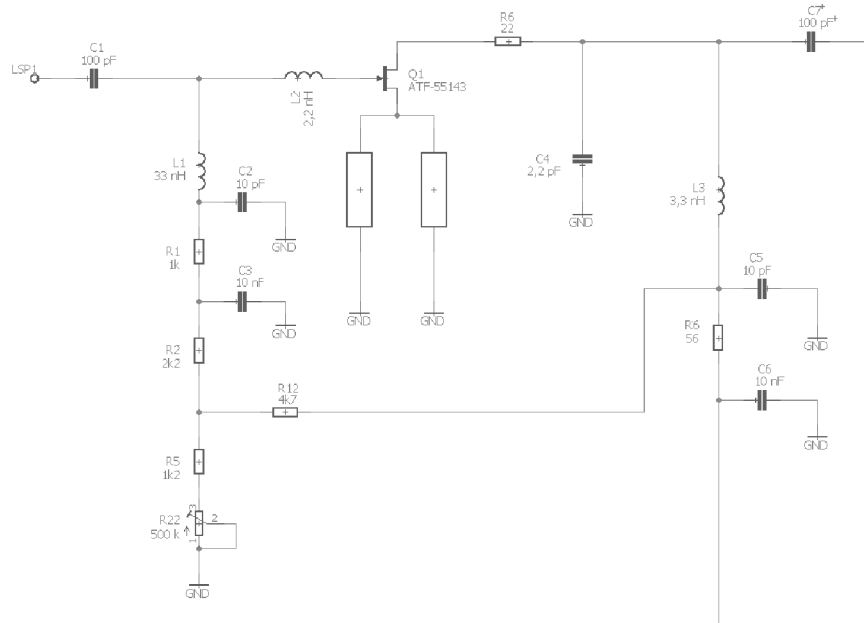 C1
100 pF
LSP1
L2
2,2 nH
Q1
ATF-55143
R6
22
C7
100 pF
L1
33 nH
C2
10 pF
GND
R1
1k
C3
10 nF
GND
GND
GND
C4
2,2 pF
GND
L3
3,3 nH
C5
10 pF
GND
R6
56
C6
10 nF
GND
R2
2k2
R12
4k7
R5
1k2
R22
500 k
3
2
1
GND